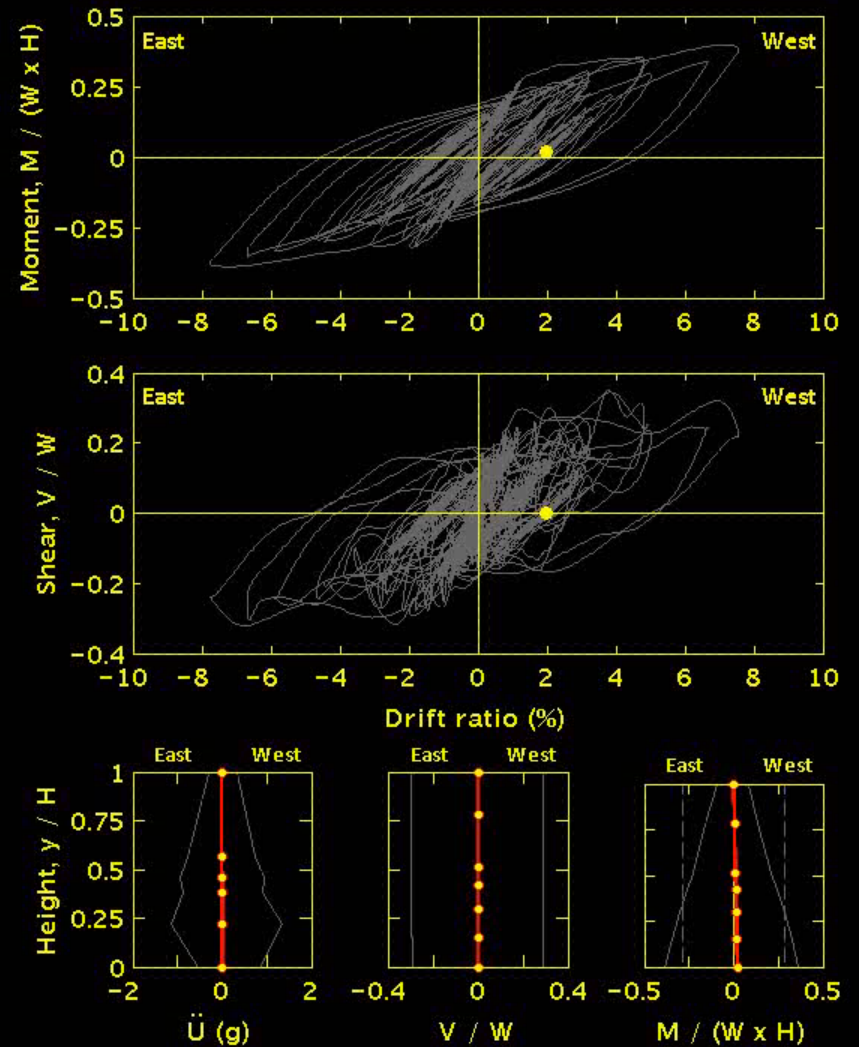 0.5
East West
0.25
0
-0.25
-0.5
Moment, M / (W x H)
-10 -8 -6 -4 -2 0 2 4 6 8 10
0.4
East West
0.2
0
-0.2
-0.4
Shear, V / W
-10 -8 -6 -4 -2 0 2 4 6 8 10
Drift ratio (%)
East West
1
0.75
0.5
0.25
0
Height, y / H
-2 0 2
Ü (g)
East West
-0.4 0 0.4
V / W
East West
0 0.5
M / (W x H)